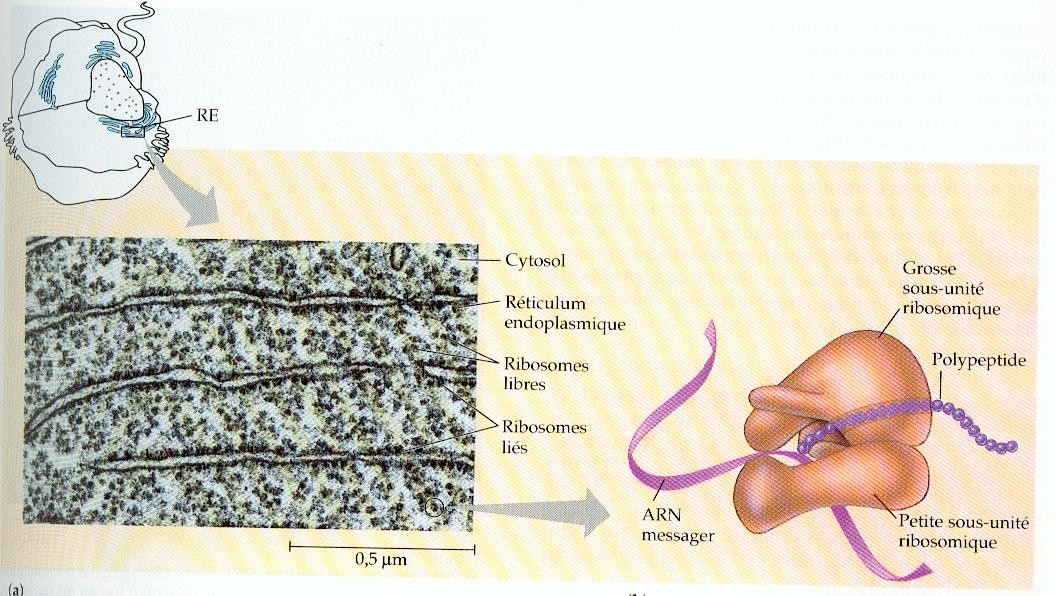 RE
Cytosol
Réticulum
endoplasmique
Ribosomes
libres
Ribosomes
liés
0,5 µm
(a)
Grosse
sous-unité
ribosomique
Polypeptide
ARN
messager
Petite sous-unité
ribosomique